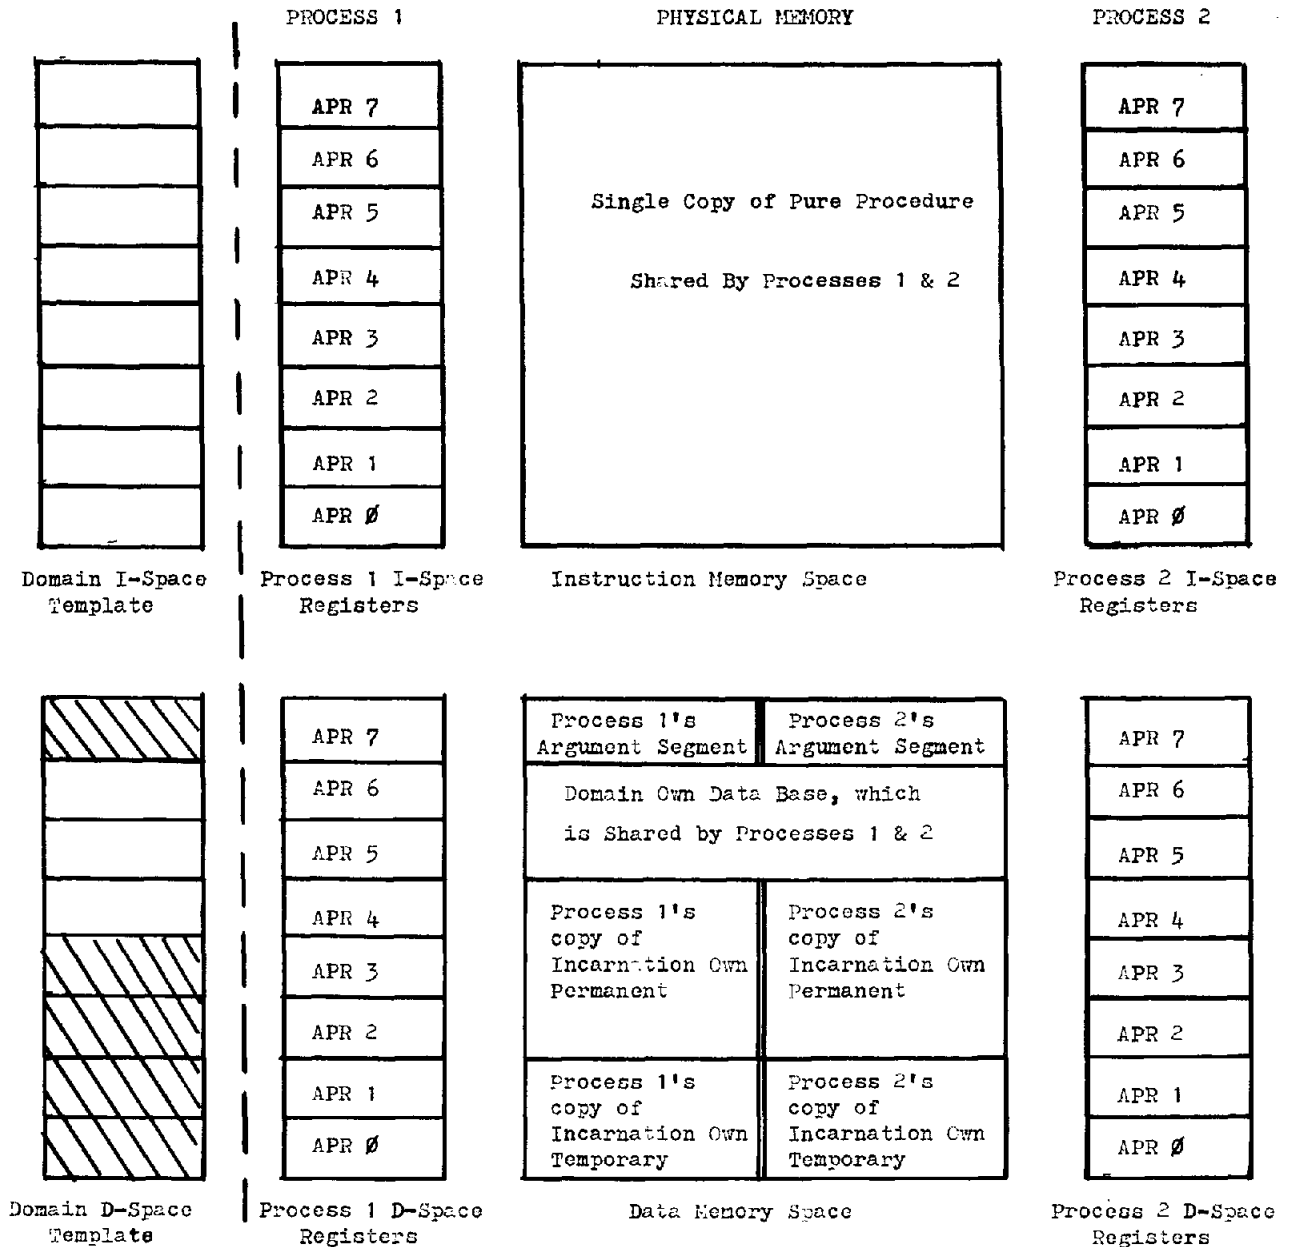 PROCESS 1
PHYSICAL MEMORY
PROCESS 2
APR 7
APR 6
APR 5
APR 4
APR 3
APR 2
APR 1
APR Ø
Single Copy of Pure Procedure
Shared By Processes 1 & 2
APR 7
APR 6
APR 5
APR 4
APR 3
APR 2
APR 1
APR Ø
Domain I-Space
Template
Process 1 I-Space
Registers
Instruction Memory Space
Process 2 I-Space
Registers
APR 7
APR 6
APR 5
APR 4
APR 3
APR 2
APR 1
APR Ø
Process 1's
Argument Segment
Process 2's
Argument Segment
Domain Own Data Base, which
is Shared by Processes 1 & 2
Process 1's
copy of
Incarnation Own
Permanent
Process 2's
copy of
Incarnation Own
Permanent
Process 1's
copy of
Incarnation Own
Temporary
Process 2's
copy of
Incarnation Own
Temporary
APR 7
APR 6
APR 5
APR 4
APR 3
APR 2
APR 1
APR Ø
Domain D-Space
Template
Process 1 D-Space
Registers
Data Memory Space
Process 2 D-Space
Registers